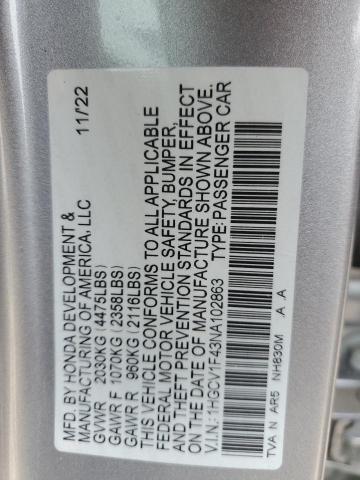 MFD. BY HONDA DEVELOPMENT & 11/22
MANUFACTURING OF AMERICA, LLC
GVWR 2030KG (4475LBS)
GAWR F 1070KG (2358LBS)
GAWR R 960KG (2116LBS)
THIS VEHICLE CONFORMS TO ALL APPLICABLE
FEDERAL MOTOR VEHICLE SAFETY, BUMPER,
AND THEFT PREVENTION STANDARDS IN EFFECT
ON THE DATE OF MANUFACTURE SHOWN ABOVE.
V.I.N.: 1HGCV1F43NA102863 TYPE: PASSENGER CAR
TVA N AR5 NH830M .A .A